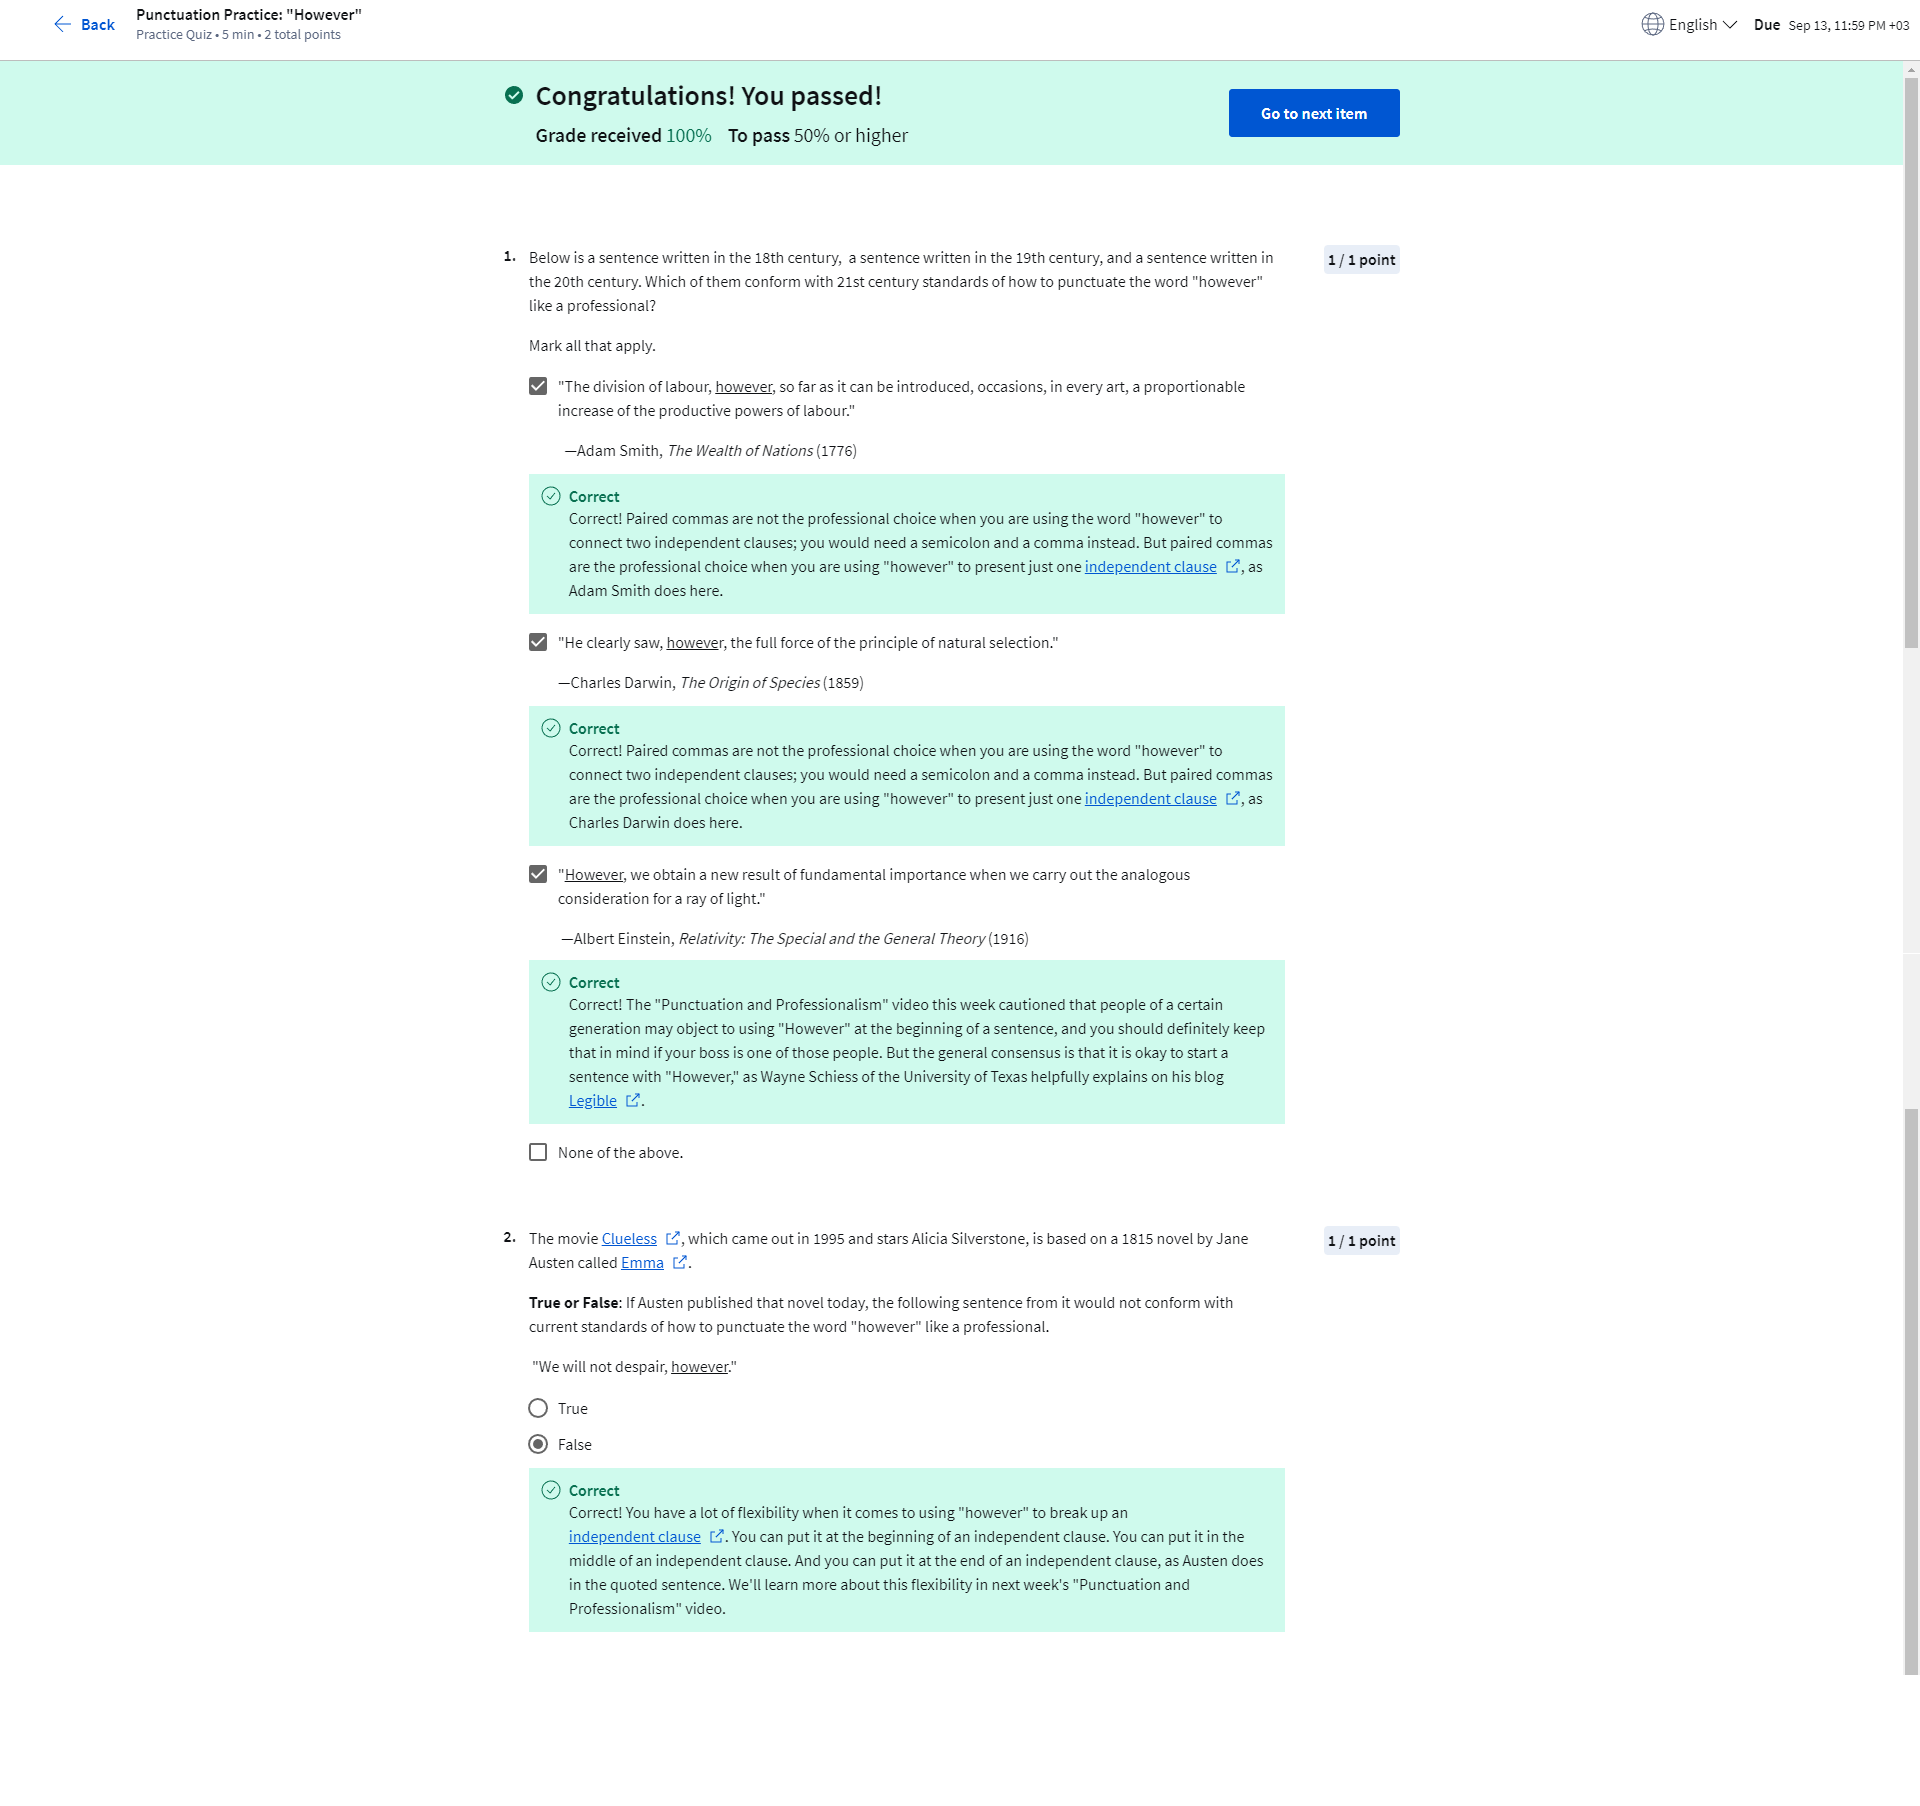 Back
Punctuation Practice: "However"
Practice Quiz • 5 min • 2 total points
English
Due Sep 13, 11:59 PM +03
Congratulations! You passed!
Grade received 100% To pass 50% or higher
Go to next item
1. Below is a sentence written in the 18th century, a sentence written in the 19th century, and a sentence written in
the 20th century. Which of them conform with 21st century standards of how to punctuate the word "however"
like a professional?
1 / 1 point
Mark all that apply.
"The division of labour, however, so far as it can be introduced, occasions, in every art, a proportionable
increase of the productive powers of labour."
—Adam Smith, The Wealth of Nations (1776)
Correct
Correct! Paired commas are not the professional choice when you are using the word "however" to
connect two independent clauses; you would need a semicolon and a comma instead. But paired commas
are the professional choice when you are using "however" to present just one independent clause , as
Adam Smith does here.
"He clearly saw, however, the full force of the principle of natural selection."
—Charles Darwin, The Origin of Species (1859)
Correct
Correct! Paired commas are not the professional choice when you are using the word "however" to
connect two independent clauses; you would need a semicolon and a comma instead. But paired commas
are the professional choice when you are using "however" to present just one independent clause , as
Charles Darwin does here.
"However, we obtain a new result of fundamental importance when we carry out the analogous
consideration for a ray of light."
—Albert Einstein, Relativity: The Special and the General Theory (1916)
Correct
Correct! The "Punctuation and Professionalism" video this week cautioned that people of a certain
generation may object to using "However" at the beginning of a sentence, and you should definitely keep
that in mind if your boss is one of those people. But the general consensus is that it is okay to start a
sentence with "However," as Wayne Schiess of the University of Texas helpfully explains on his blog
Legible .
None of the above.
2. The movie Clueless , which came out in 1995 and stars Alicia Silverstone, is based on a 1815 novel by Jane
Austen called Emma .
1 / 1 point
True or False: If Austen published that novel today, the following sentence from it would not conform with
current standards of how to punctuate the word "however" like a professional.
"We will not despair, however."
True
False
Correct
Correct! You have a lot of flexibility when it comes to using "however" to break up an
independent clause . You can put it at the beginning of an independent clause. You can put it in the
middle of an independent clause. And you can put it at the end of an independent clause, as Austen does
in the quoted sentence. We'll learn more about this flexibility in next week's "Punctuation and
Professionalism" video.